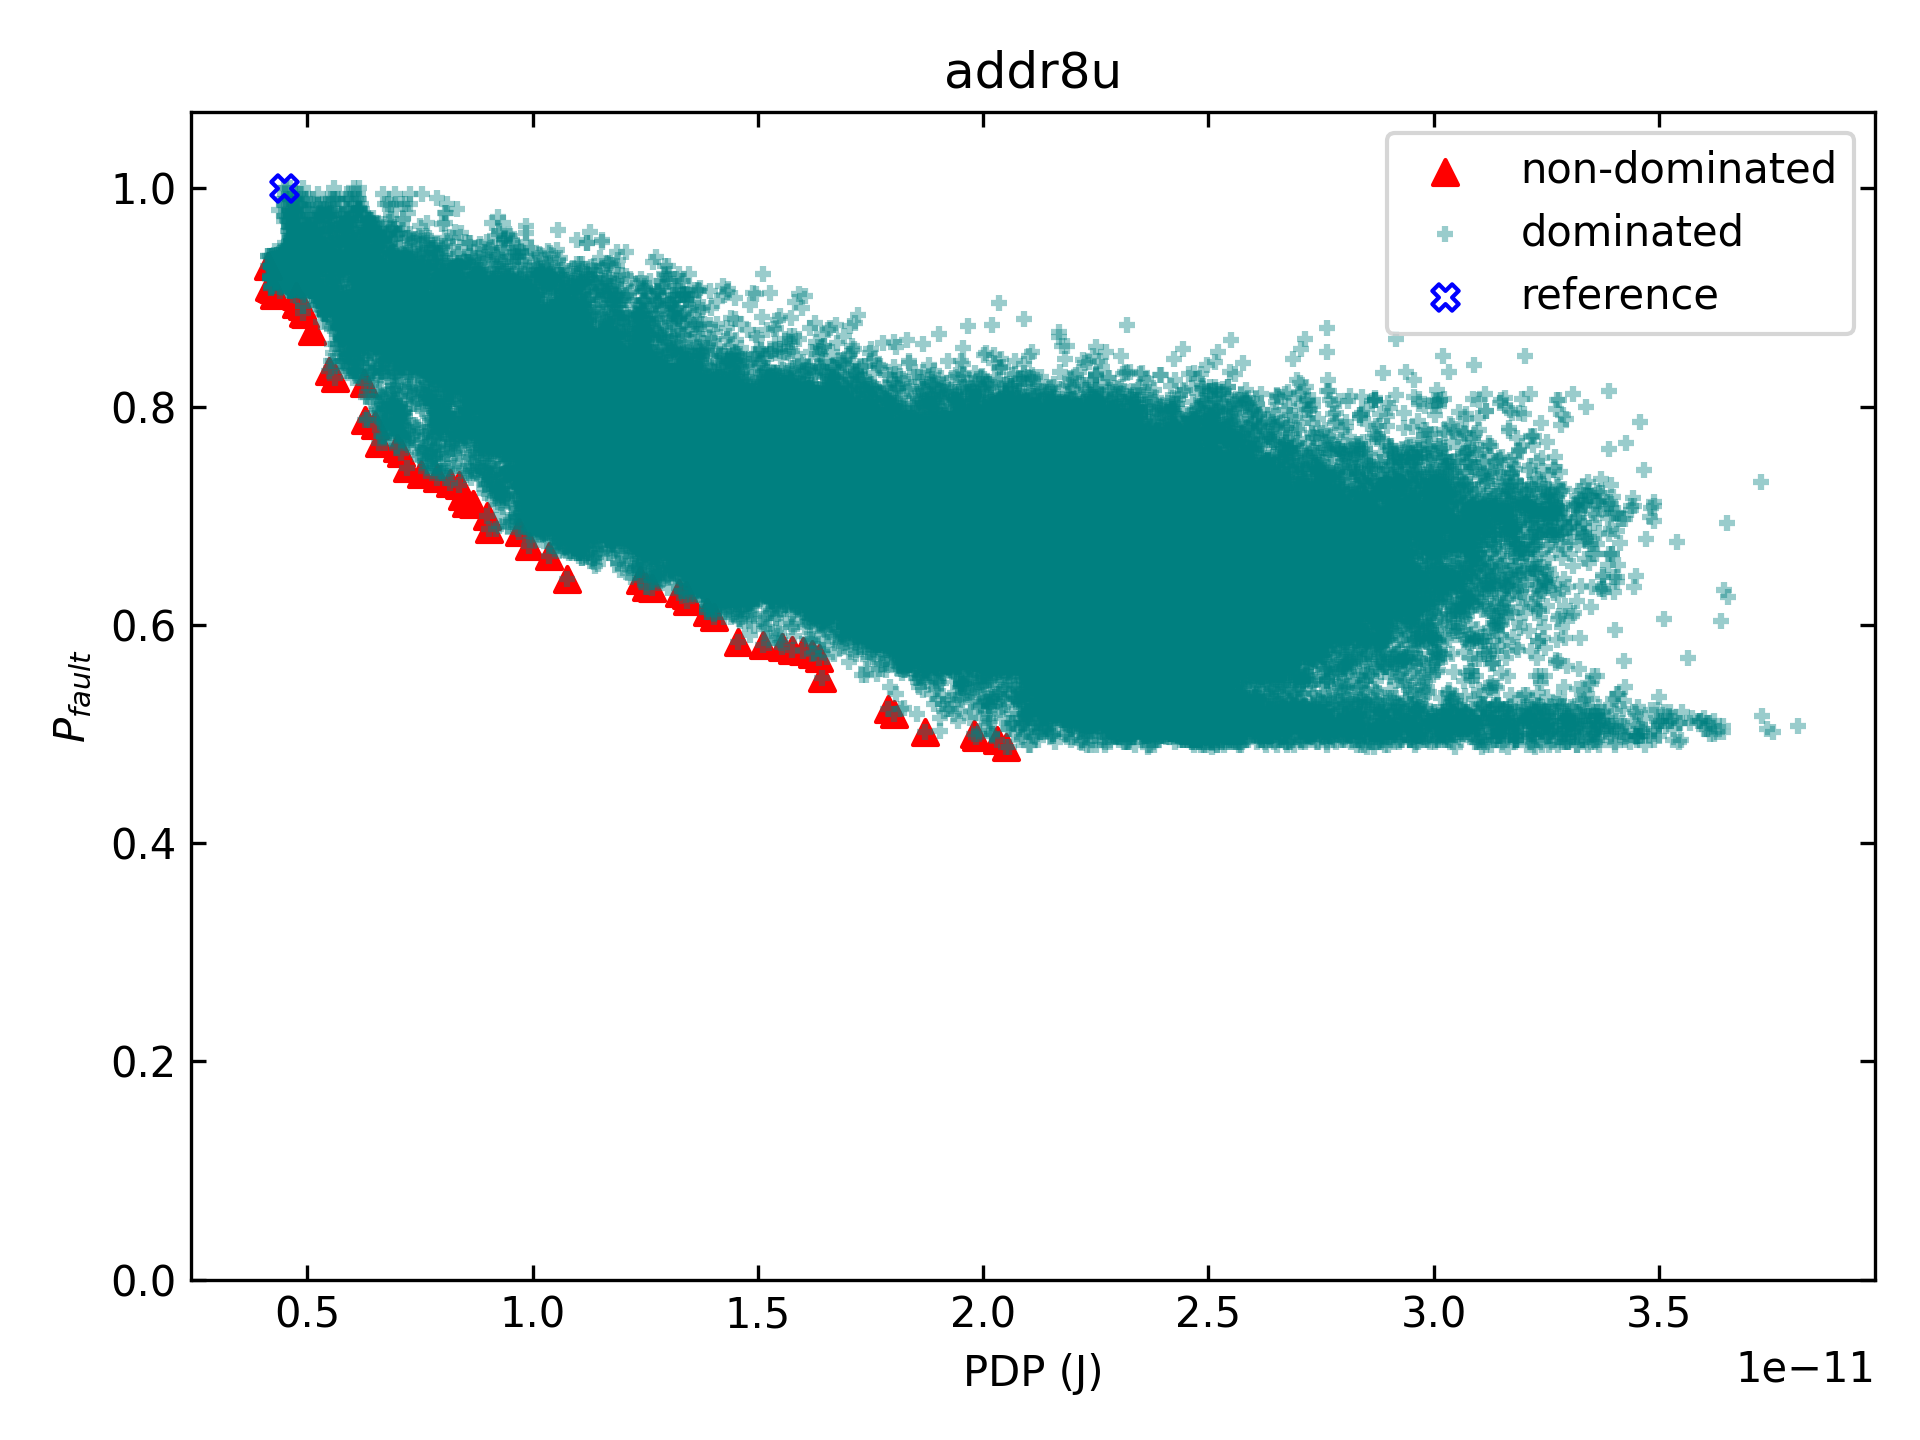 addr8u
non-dominated
dominated
reference
1.0
0.8
0.6
0.4
0.2
0.0
P_fault
0.5 1.0 1.5 2.0 2.5 3.0 3.5
PDP (J)
1e−11